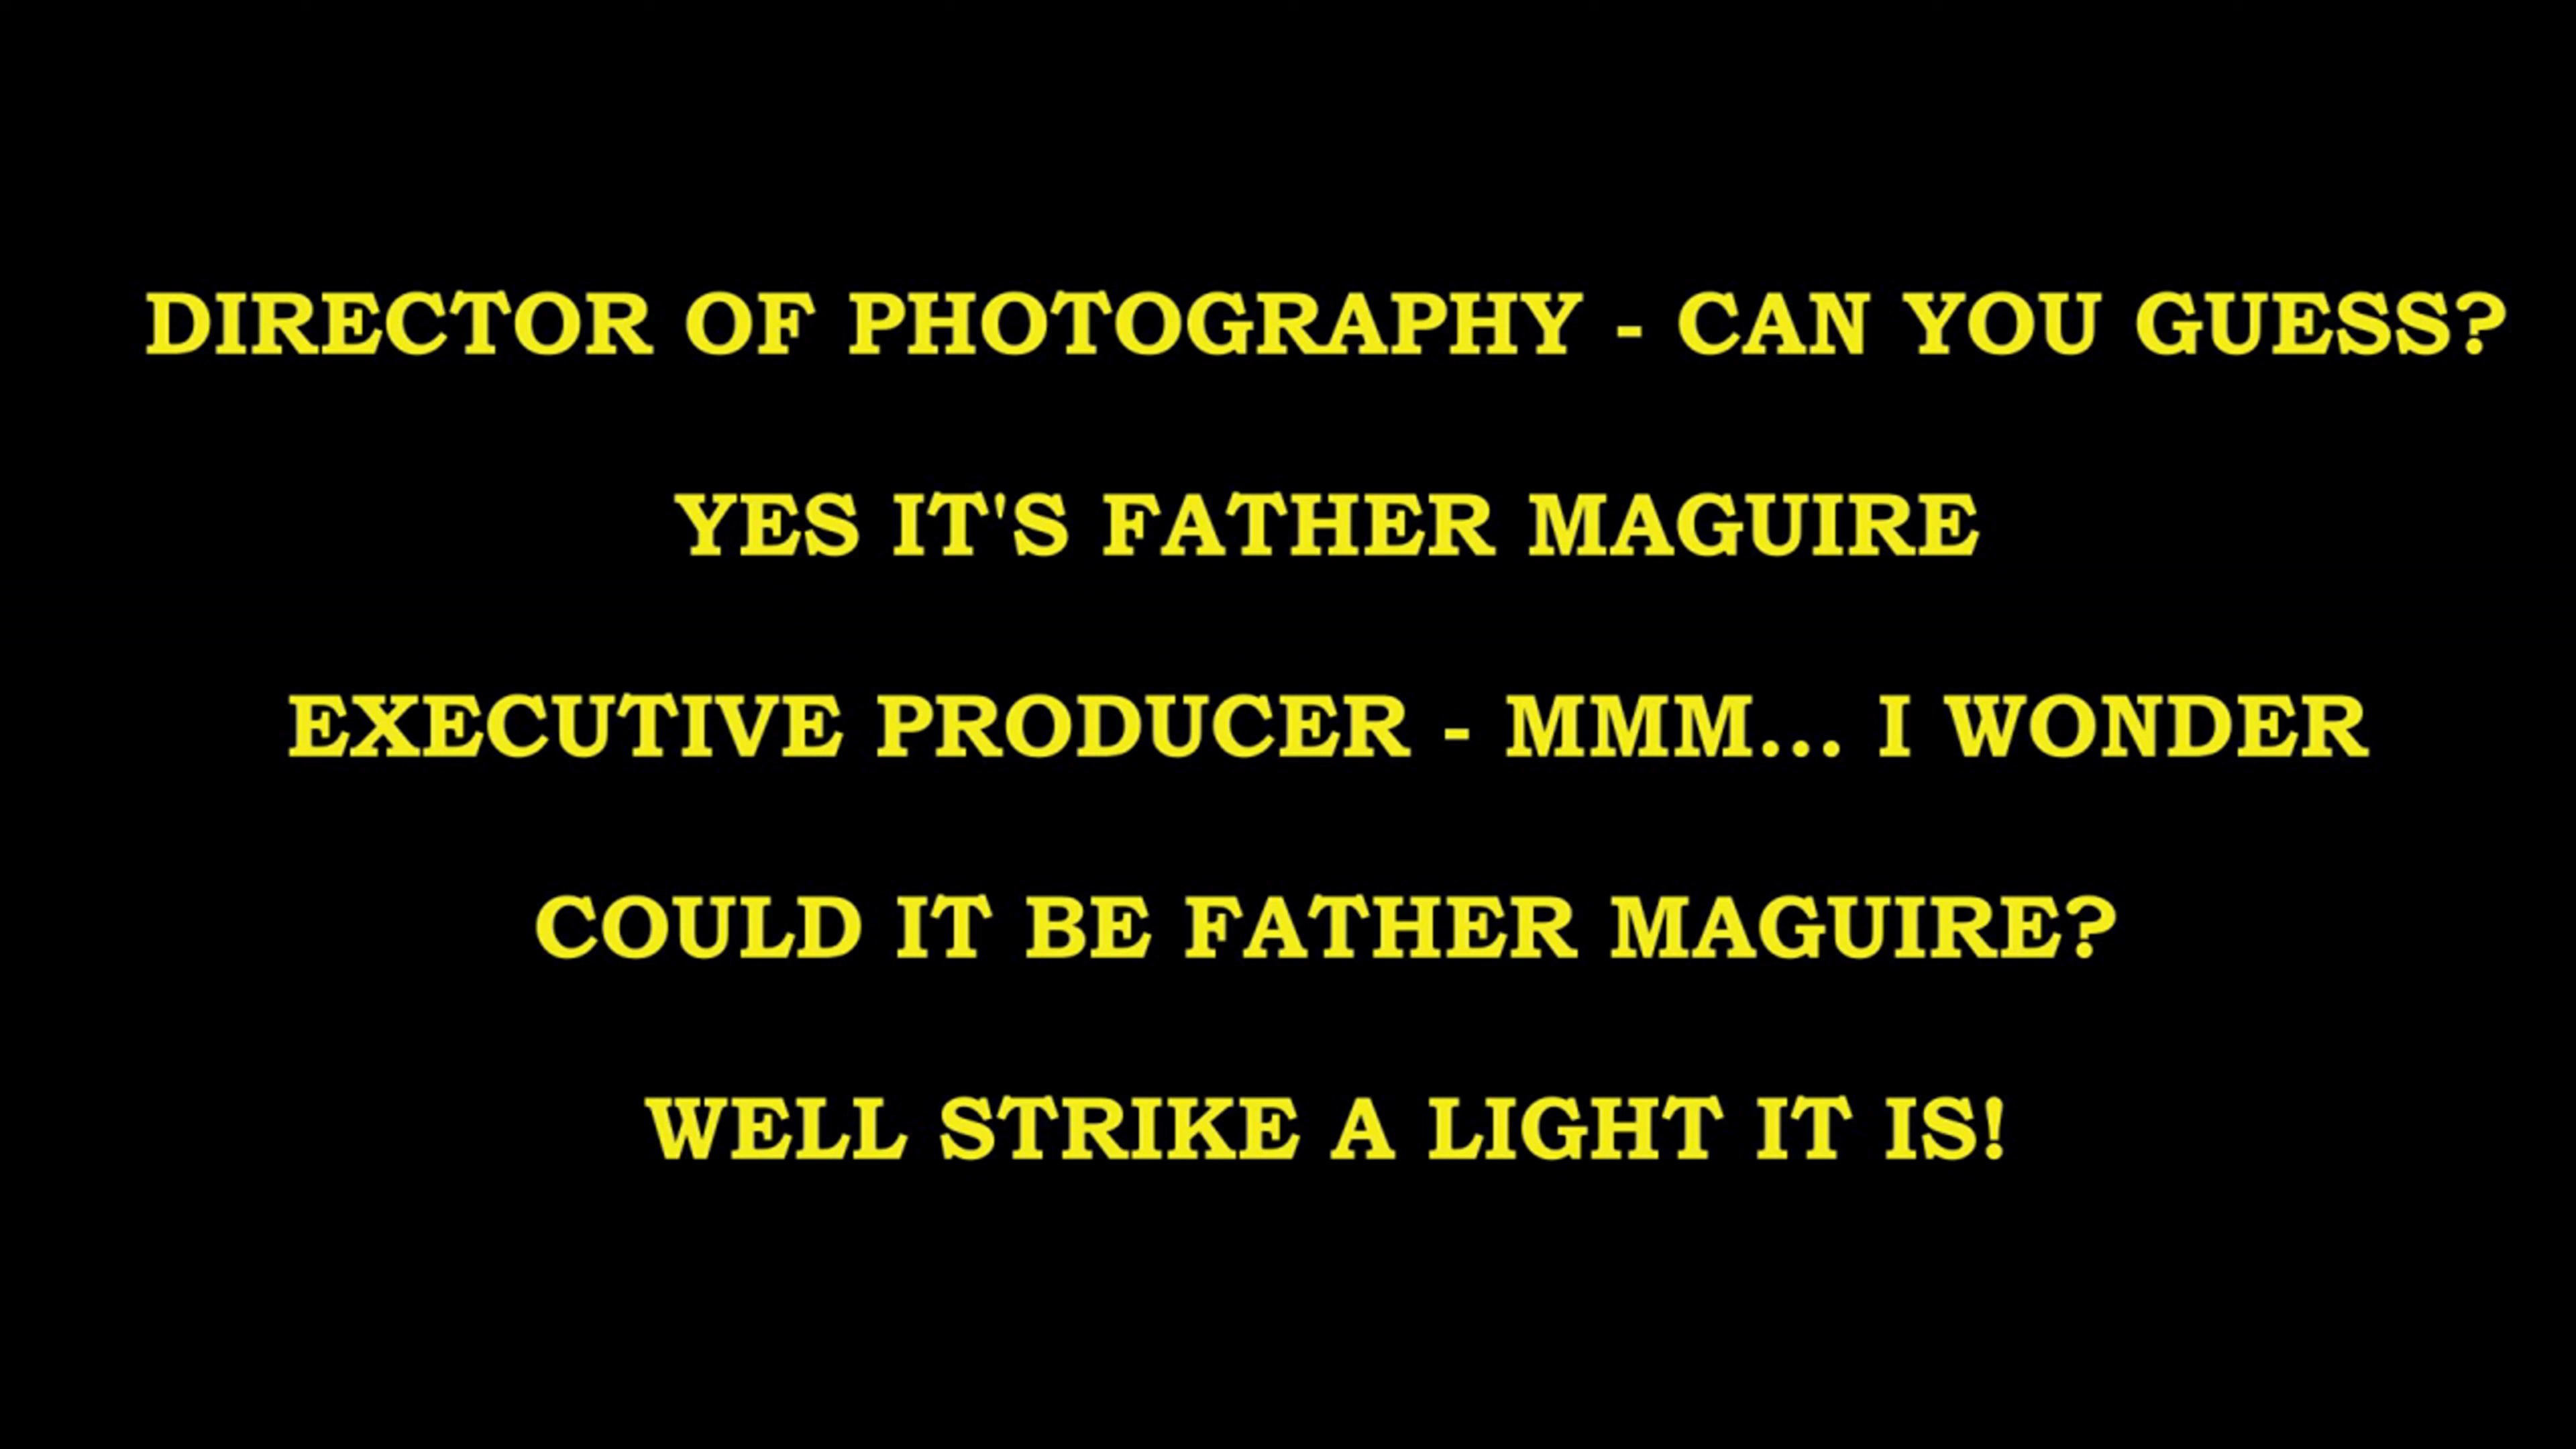 DIRECTOR OF PHOTOGRAPHY - CAN YOU GUESS?
YES IT'S FATHER MAGUIRE
EXECUTIVE PRODUCER - MMM... I WONDER
COULD IT BE FATHER MAGUIRE?
WELL STRIKE A LIGHT IT IS!